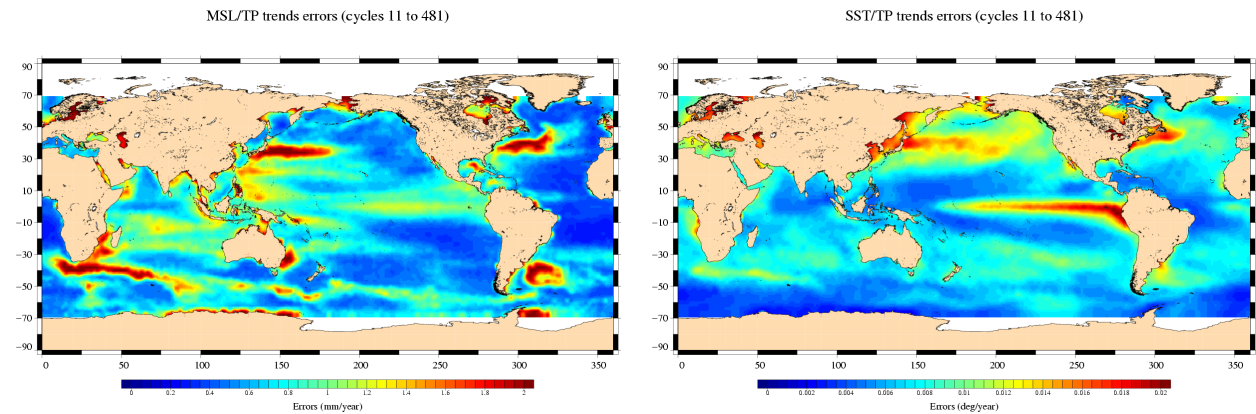 MSL/TP trends errors (cycles 11 to 481)
90
70
50
30
10
−10
−30
−50
−70
−90
0 50 100 150 200 250 300 350
0 0.2 0.4 0.6 0.8 1 1.2 1.4 1.6 1.8 2
Errors (mm/year)
SST/TP trends errors (cycles 11 to 481)
90
70
50
30
10
−10
−30
−50
−70
−90
0 50 100 150 200 250 300 350
0 0.002 0.004 0.006 0.008 0.01 0.012 0.014 0.016 0.018 0.02
Errors (deg/year)